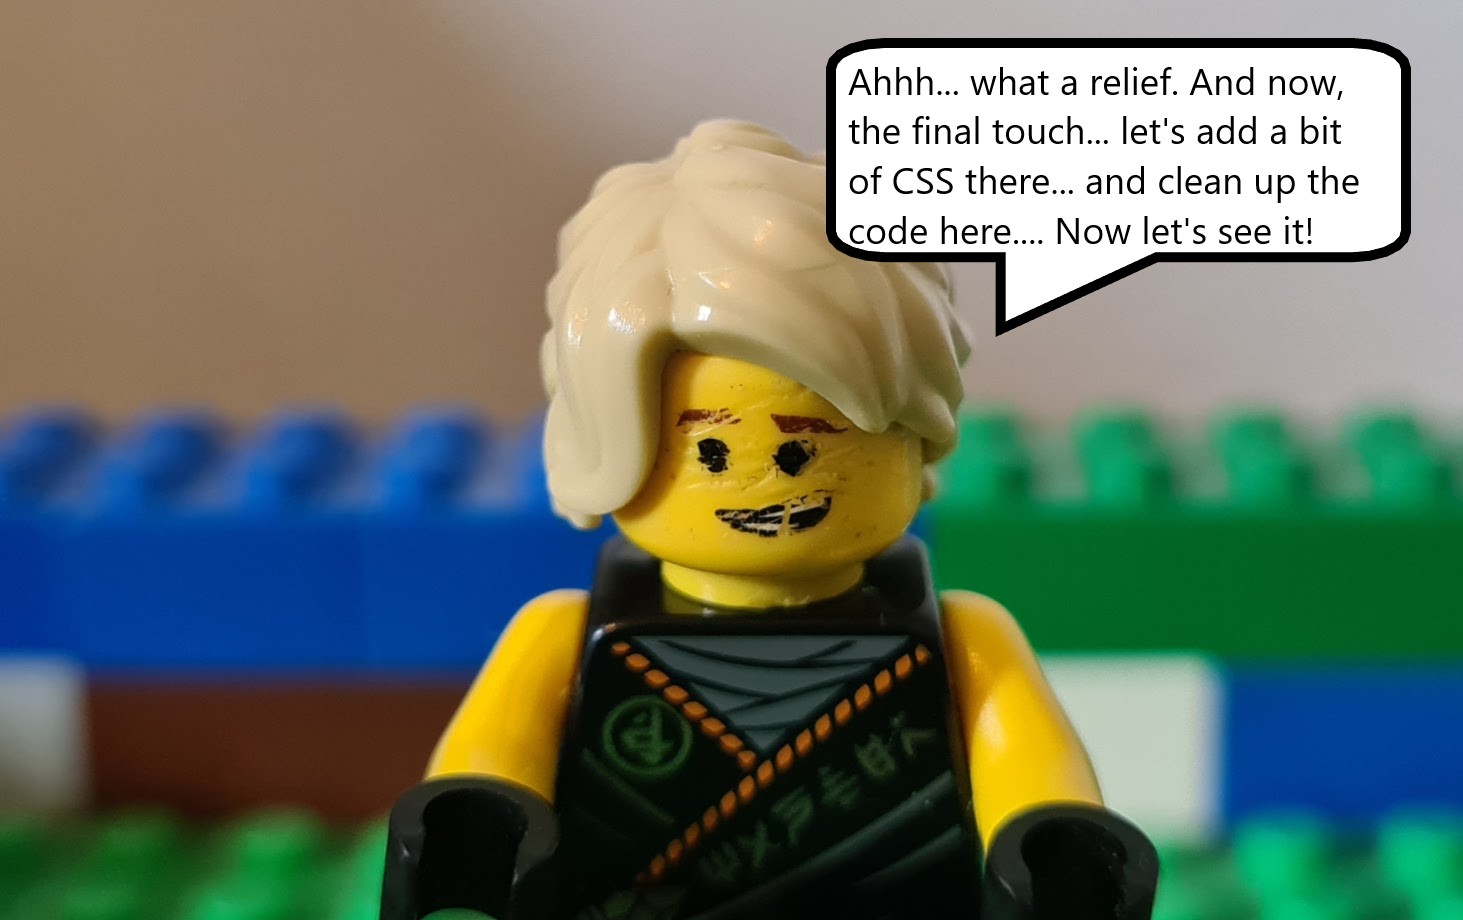 Ahhh... what a relief. And now,
the final touch... let's add a bit
of CSS there... and clean up the
code here.... Now let's see it!